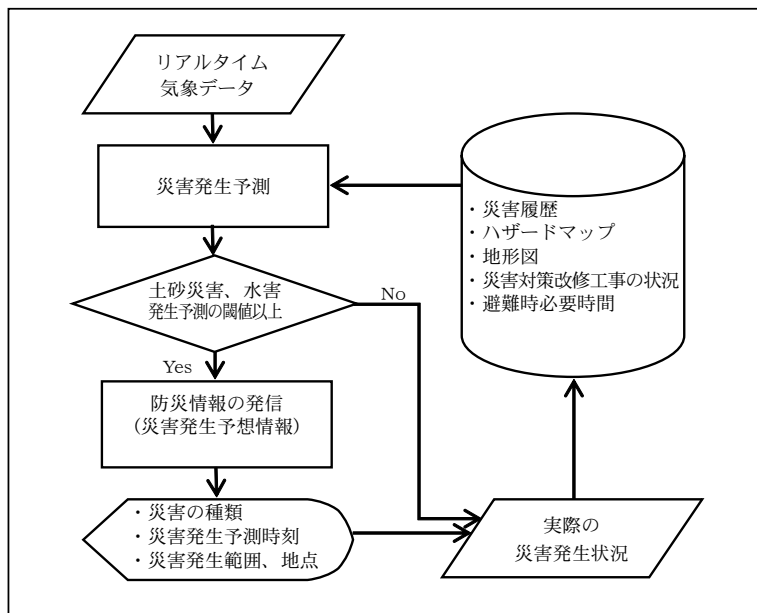 リアルタイム
気象データ
災害発生予測
・災害履歴
・ハザードマップ
・地形図
・災害対策改修工事の状況
・避難時必要時間
土砂災害、水害
発生予測の閾値以上
No
Yes
防災情報の発信
（災害発生予想情報）
・災害の種類
・災害発生予測時刻
・災害発生範囲、地点
実際の
災害発生状況